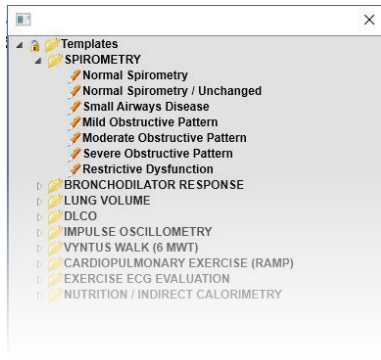 Templates
SPIROMETRY
Normal Spirometry
Normal Spirometry / Unchanged
Small Airways Disease
Mild Obstructive Pattern
Moderate Obstructive Pattern
Severe Obstructive Pattern
Restrictive Dysfunction
BRONCHODILATOR RESPONSE
LUNG VOLUME
DLCO
IMPULSE OSCILLOMETRY
VYNTUS WALK (6 MWT)
CARDIOPULMONARY EXERCISE (RAMP)
EXERCISE ECG EVALUATION
NUTRITION / INDIRECT CALORIMETRY